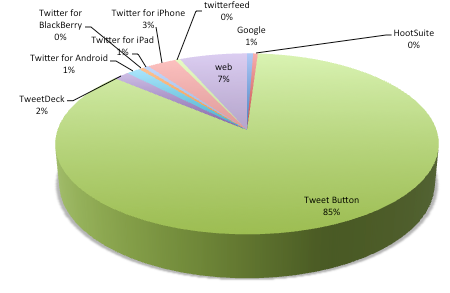 Twitter for
BlackBerry
0%
Twitter for iPhone
3%
twitterfeed
0%
Google
1%
HootSuite
0%
Twitter for iPad
1%
Twitter for Android
1%
web
7%
TweetDeck
2%
Tweet Button
85%